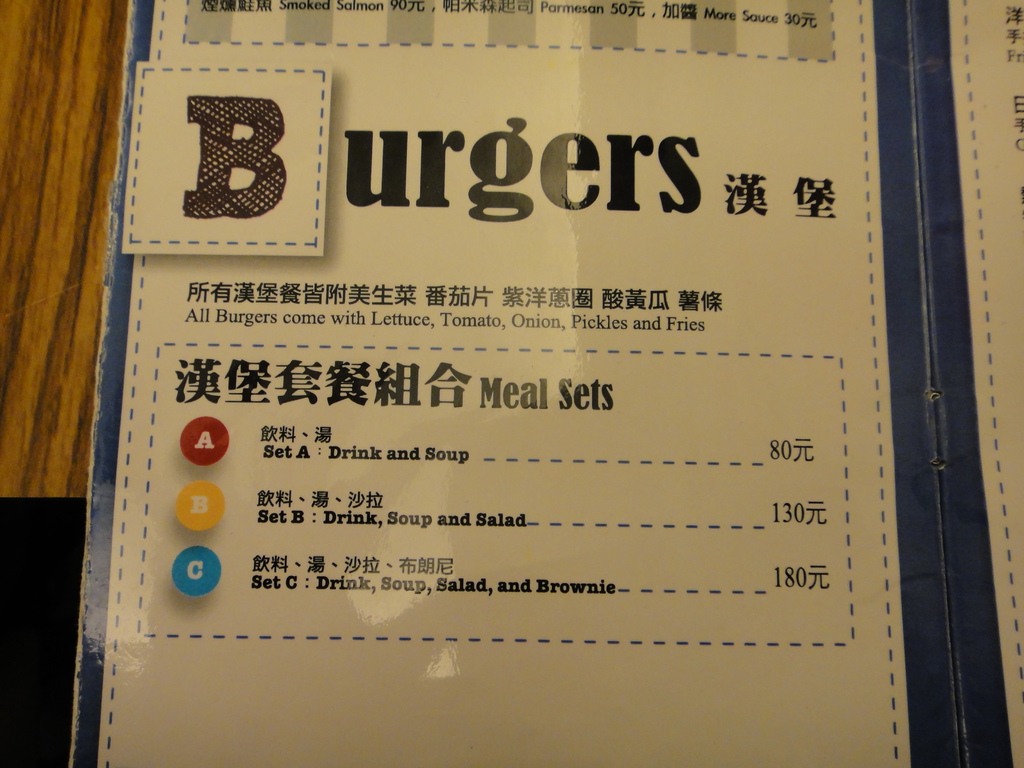 煙燻鮭魚 Smoked Salmon 90元，帕米森起司 Parmesan 50元，加醬 More Sauce 30元
Burgers 漢堡
所有漢堡餐皆附美生菜 番茄片 紫洋蔥圈 酸黃瓜 薯條
All Burgers come with Lettuce, Tomato, Onion, Pickles and Fries
漢堡套餐組合 Meal Sets
A 飲料、湯
Set A：Drink and Soup 80元
B 飲料、湯、沙拉
Set B：Drink, Soup and Salad 130元
C 飲料、湯、沙拉、布朗尼
Set C：Drink, Soup, Salad, and Brownie 180元